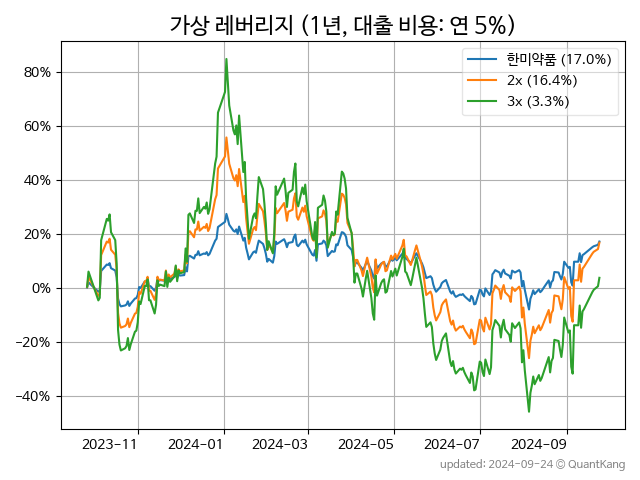 가상 레버리지 (1년, 대출 비용: 연 5%)
한미약품 (17.0%)
2x (16.4%)
3x (3.3%)
80%
60%
40%
20%
0%
−20%
−40%
2023-11
2024-01
2024-03
2024-05
2024-07
2024-09
updated: 2024-09-24 © QuantKang